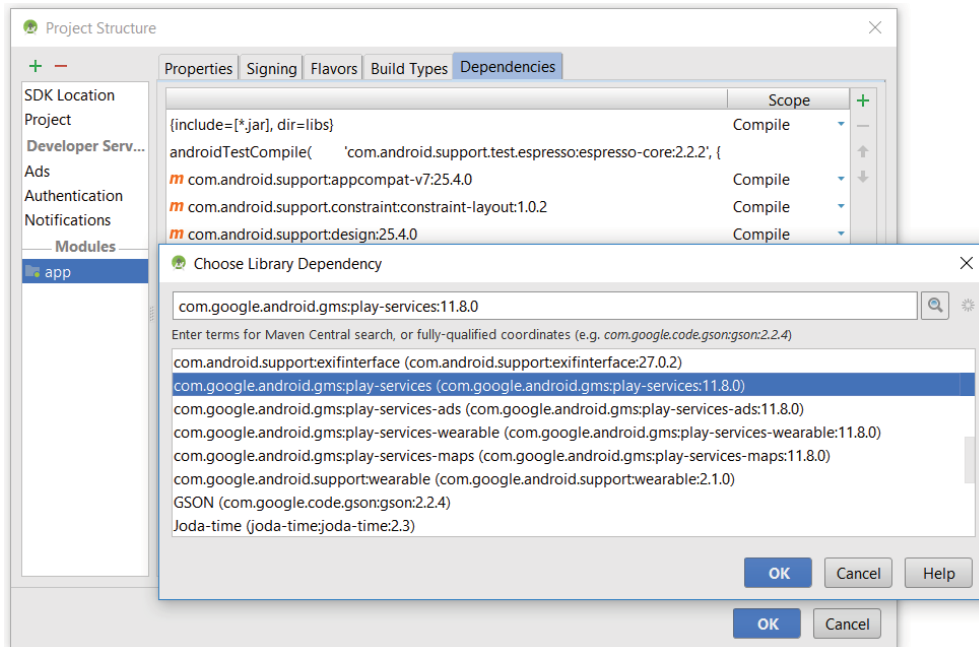 Project Structure
SDK Location
Project
Developer Serv...
Ads
Authentication
Notifications
Modules
app
Properties Signing Flavors Build Types Dependencies
Scope
{include=[*.jar], dir=libs} Compile
androidTestCompile( 'com.android.support.test.espresso:espresso-core:2.2.2', {
m com.android.support:appcompat-v7:25.4.0 Compile
m com.android.support.constraint:constraint-layout:1.0.2 Compile
m com.android.support:design:25.4.0 Compile
Choose Library Dependency
com.google.android.gms:play-services:11.8.0
Enter terms for Maven Central search, or fully-qualified coordinates (e.g. com.google.code.gson:gson:2.2.4)
com.android.support:exifinterface (com.android.support:exifinterface:27.0.2)
com.google.android.gms:play-services (com.google.android.gms:play-services:11.8.0)
com.google.android.gms:play-services-ads (com.google.android.gms:play-services-ads:11.8.0)
com.google.android.gms:play-services-wearable (com.google.android.gms:play-services-wearable:11.8.0)
com.google.android.gms:play-services-maps (com.google.android.gms:play-services-maps:11.8.0)
com.google.android.support:wearable (com.google.android.support:wearable:2.1.0)
GSON (com.google.code.gson:gson:2.2.4)
Joda-time (joda-time:joda-time:2.3)
OK Cancel Help
OK Cancel